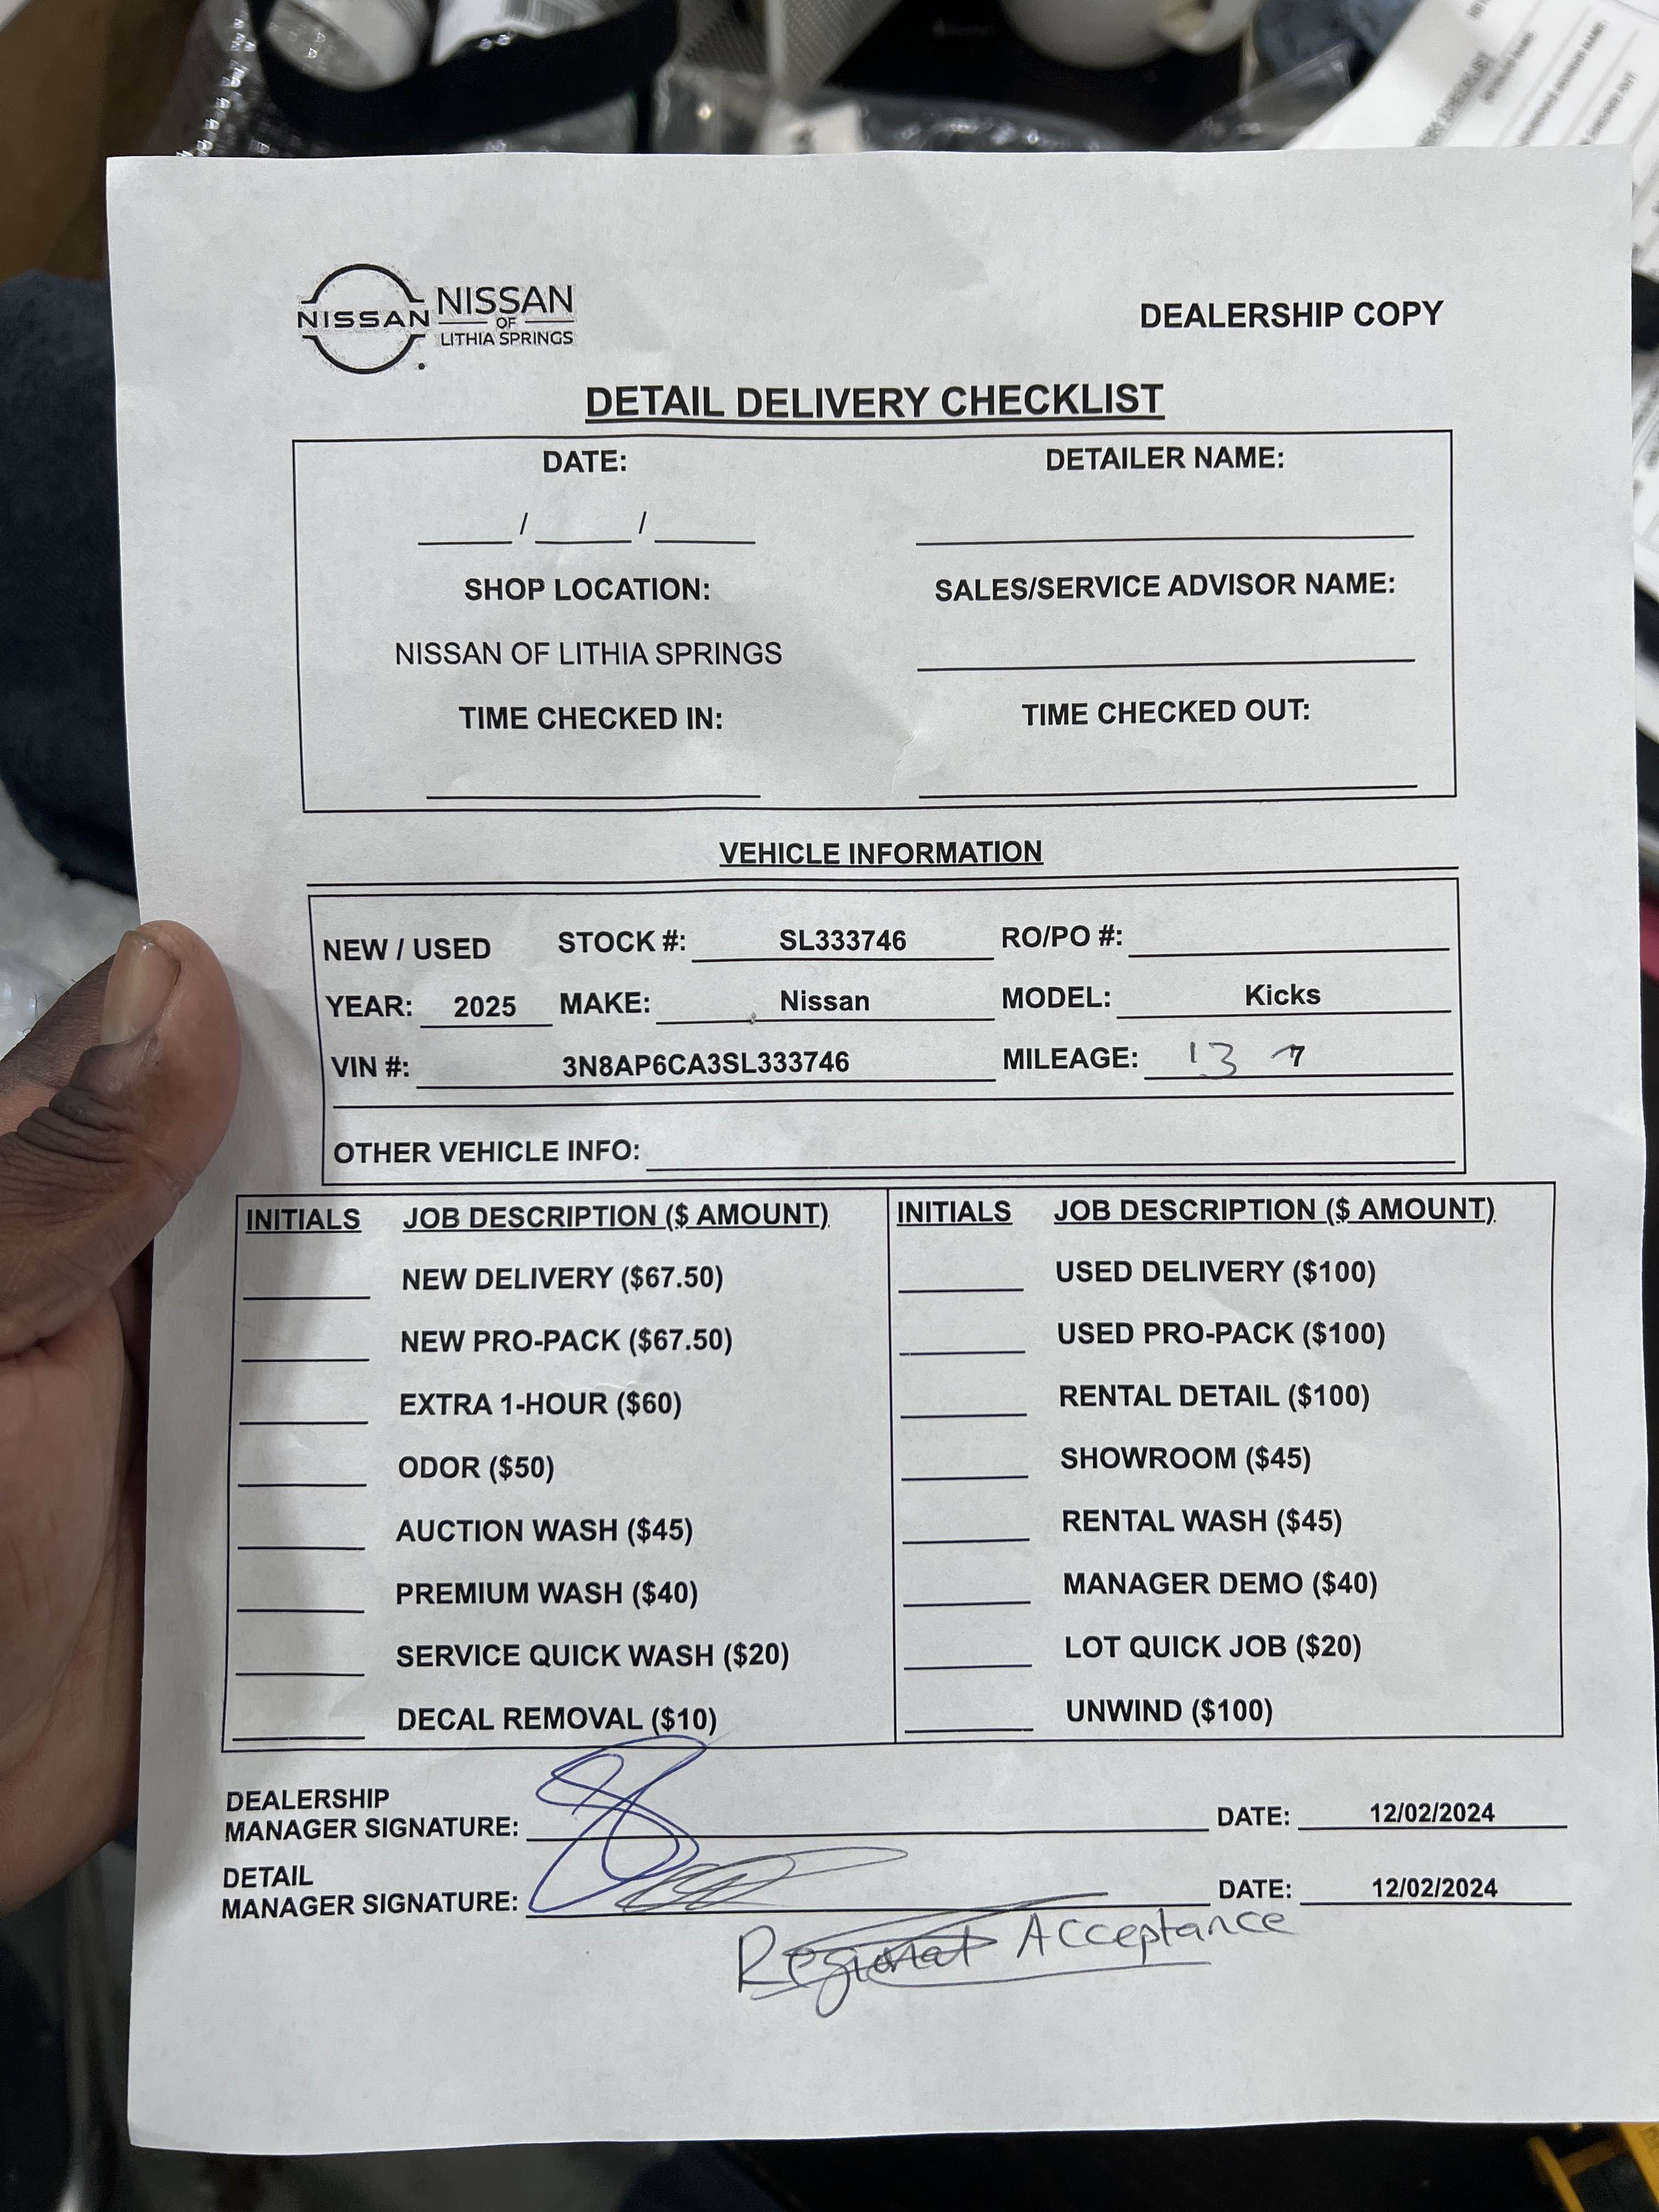 NISSAN
NISSAN
OF
LITHIA SPRINGS
DEALERSHIP COPY
DETAIL DELIVERY CHECKLIST
DATE: DETAILER NAME:
____ / ____ / ____
SHOP LOCATION: SALES/SERVICE ADVISOR NAME:
NISSAN OF LITHIA SPRINGS
TIME CHECKED IN: TIME CHECKED OUT:
VEHICLE INFORMATION
NEW / USED STOCK #: SL333746 RO/PO #:
YEAR: 2025 MAKE: Nissan MODEL: Kicks
VIN #: 3N8AP6CA3SL333746 MILEAGE: 13 7
OTHER VEHICLE INFO:
INITIALS JOB DESCRIPTION ($ AMOUNT) INITIALS JOB DESCRIPTION ($ AMOUNT)
NEW DELIVERY ($67.50) USED DELIVERY ($100)
NEW PRO-PACK ($67.50) USED PRO-PACK ($100)
EXTRA 1-HOUR ($60) RENTAL DETAIL ($100)
ODOR ($50) SHOWROOM ($45)
AUCTION WASH ($45) RENTAL WASH ($45)
PREMIUM WASH ($40) MANAGER DEMO ($40)
SERVICE QUICK WASH ($20) LOT QUICK JOB ($20)
DECAL REMOVAL ($10) UNWIND ($100)
DEALERSHIP
MANAGER SIGNATURE: DATE: 12/02/2024
DETAIL
MANAGER SIGNATURE: DATE: 12/02/2024
Regional Acceptance